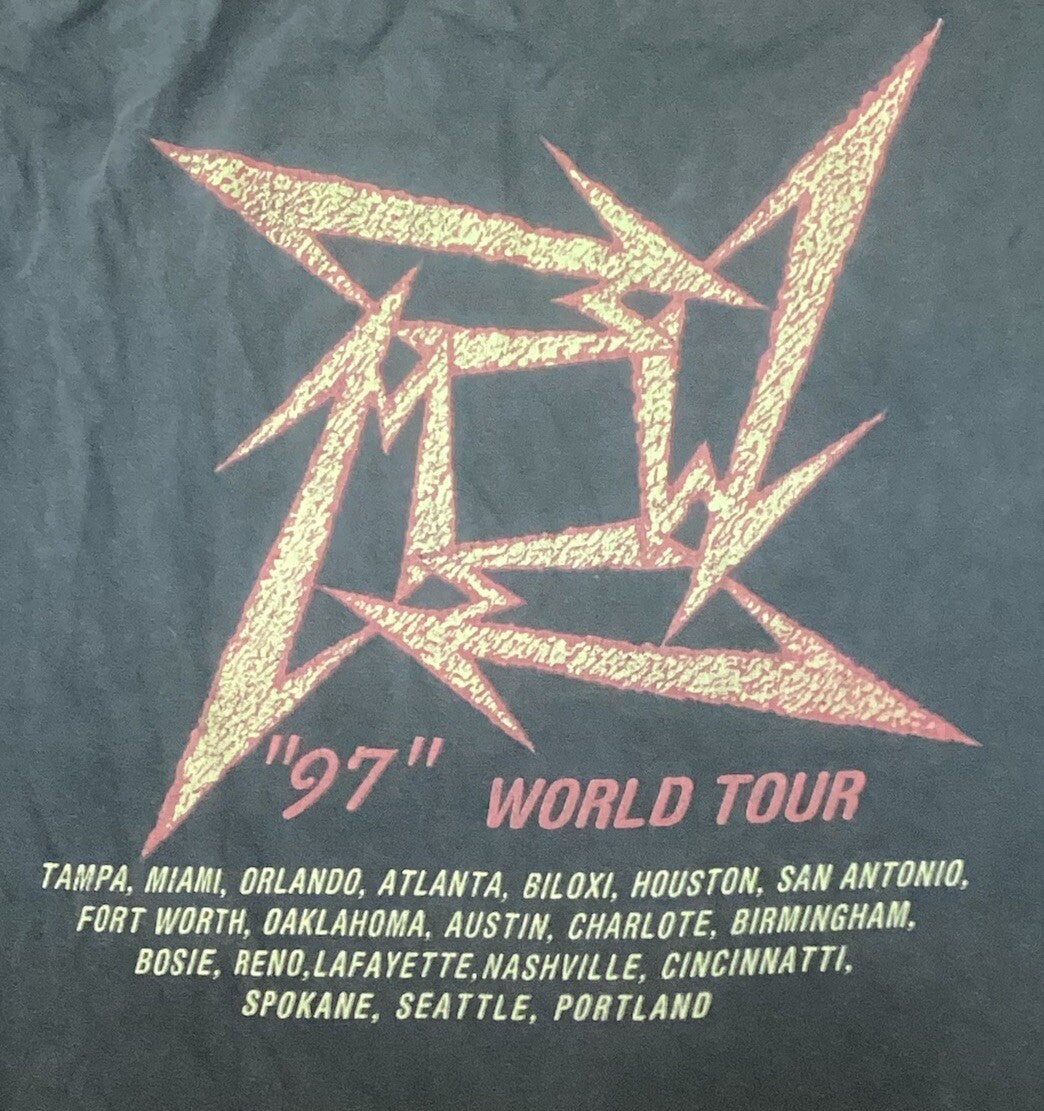 "97" WORLD TOUR
TAMPA, MIAMI, ORLANDO, ATLANTA, BILOXI, HOUSTON, SAN ANTONIO,
FORT WORTH, OAKLAHOMA, AUSTIN, CHARLOTE, BIRMINGHAM,
BOSIE, RENO,LAFAYETTE,NASHVILLE, CINCINNATTI,
SPOKANE, SEATTLE, PORTLAND